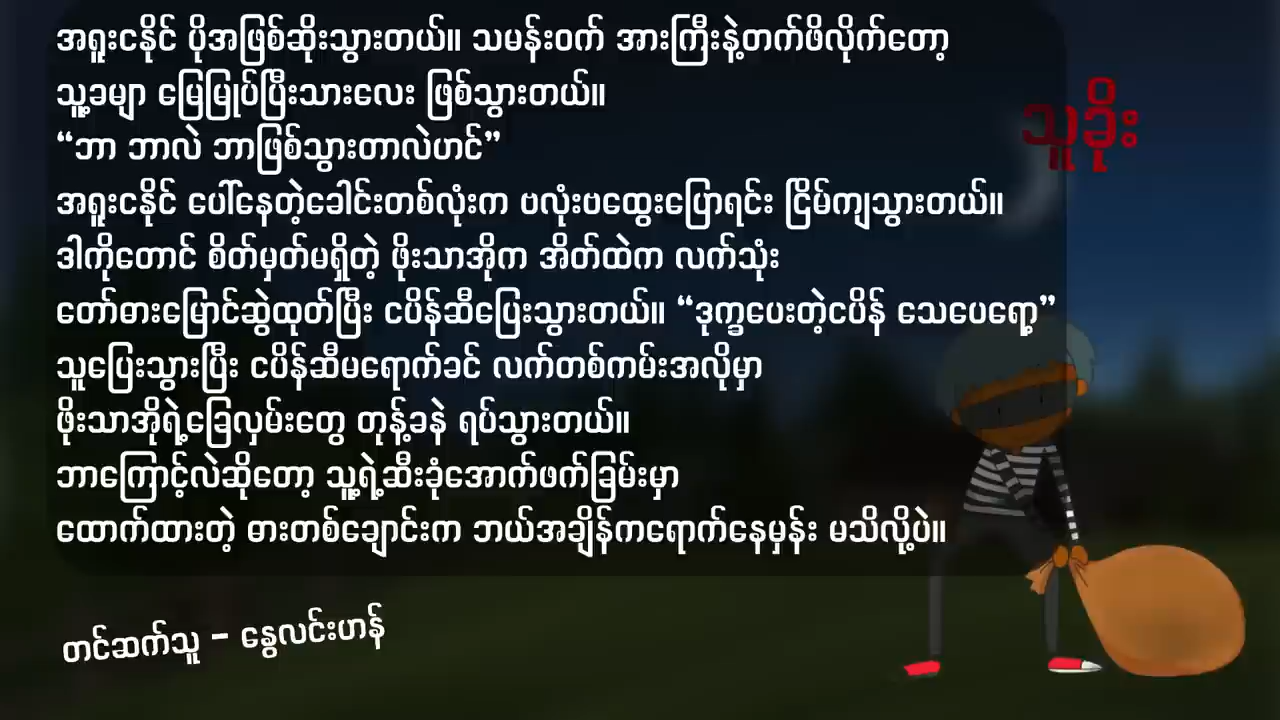 အရူးငနိုင် ပိုအဖြစ်ဆိုးသွားတယ်။ သမန်းဝက် အားကြီးနဲ့တက်ဖိလိုက်တော့
သူ့ခမျာ မြေမြုပ်ပြီးသားလေး ဖြစ်သွားတယ်။
“ဘာ ဘာလဲ ဘာဖြစ်သွားတာလဲဟင်”
အရူးငနိုင် ပေါ်နေတဲ့ခေါင်းတစ်လုံးက ဗလုံးဗထွေးပြောရင်း ငြိမ်ကျသွားတယ်။
ဒါကိုတောင် စိတ်မှတ်မရှိတဲ့ ဖိုးသာအိုက အိတ်ထဲက လက်သုံး
တော်ဓားမြောင်ဆွဲထုတ်ပြီး ငပိန်ဆီပြေးသွားတယ်။ “ဒုက္ခပေးတဲ့ငပိန် သေပေရော့”
သူပြေးသွားပြီး ငပိန်ဆီမရောက်ခင် လက်တစ်ကမ်းအလိုမှာ
ဖိုးသာအိုရဲ့ခြေလှမ်းတွေ တုန့်ခနဲ ရပ်သွားတယ်။
ဘာကြောင့်လဲဆိုတော့ သူ့ရဲ့ဆီးခုံအောက်ဖက်ခြမ်းမှာ
ထောက်ထားတဲ့ ဓားတစ်ချောင်းက ဘယ်အချိန်ကရောက်နေမှန်း မသိလို့ပဲ။
သူခိုး
တင်ဆက်သူ - နွေလင်းဟန်